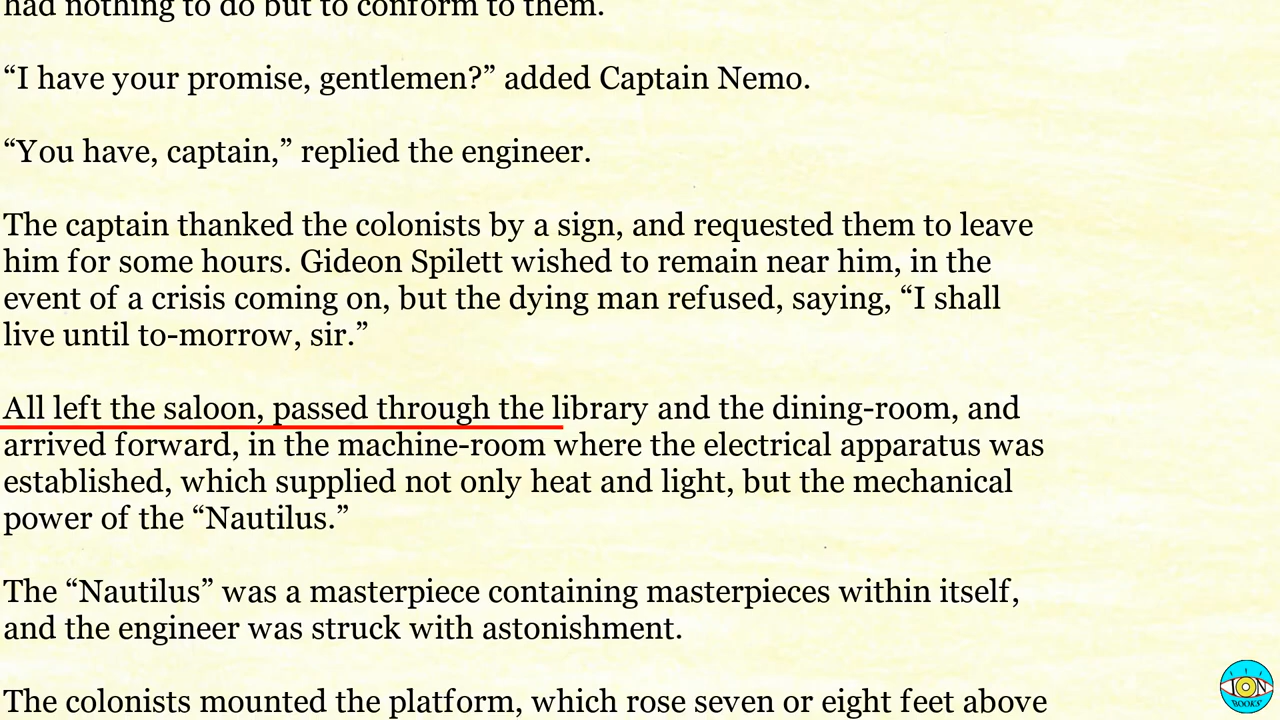 had nothing to do but to conform to them.
“I have your promise, gentlemen?” added Captain Nemo.
“You have, captain,” replied the engineer.
The captain thanked the colonists by a sign, and requested them to leave
him for some hours. Gideon Spilett wished to remain near him, in the
event of a crisis coming on, but the dying man refused, saying, “I shall
live until to-morrow, sir.”
All left the saloon, passed through the library and the dining-room, and
arrived forward, in the machine-room where the electrical apparatus was
established, which supplied not only heat and light, but the mechanical
power of the “Nautilus.”
The “Nautilus” was a masterpiece containing masterpieces within itself,
and the engineer was struck with astonishment.
The colonists mounted the platform, which rose seven or eight feet above
ION
BOOKS